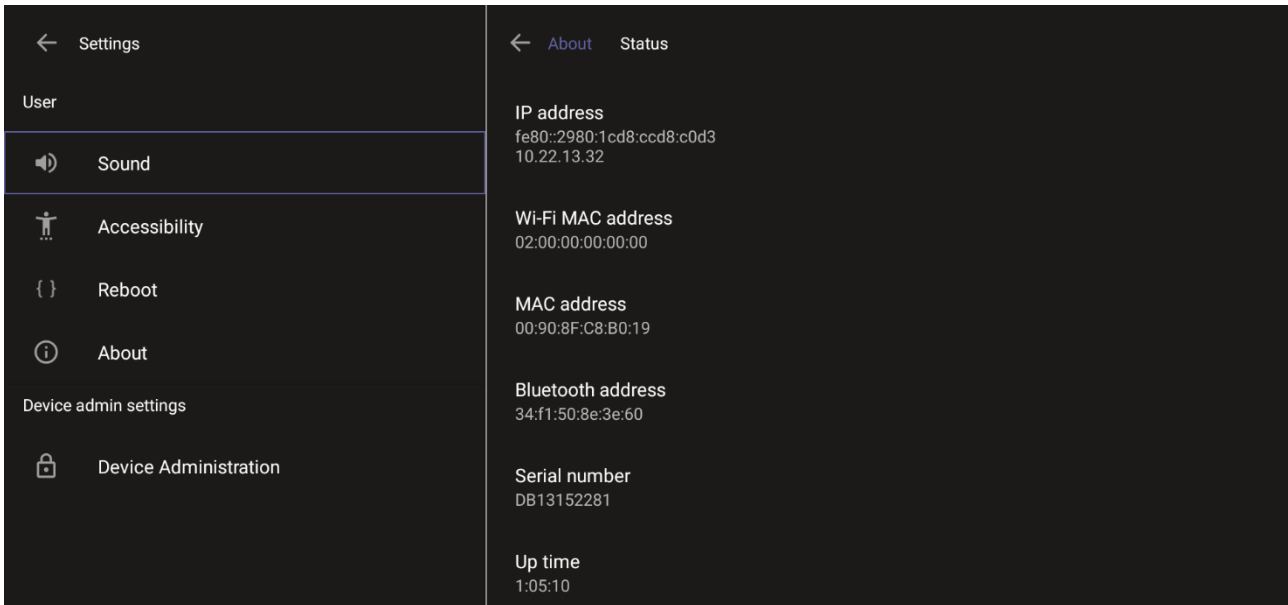 Settings
User
Sound
Accessibility
{ } Reboot
About
Device admin settings
Device Administration
About Status
IP address
fe80::2980:1cd8:ccd8:c0d3
10.22.13.32
Wi-Fi MAC address
02:00:00:00:00:00
MAC address
00:90:8F:C8:B0:19
Bluetooth address
34:f1:50:8e:3e:60
Serial number
DB13152281
Up time
1:05:10